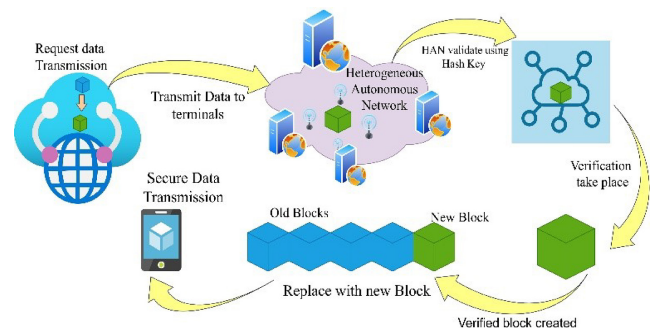 Request data
Transmission
Transmit Data to
terminals
Heterogeneous
Autonomous
Network
HAN validate using
Hash Key
Verification
take place
Verified block created
New Block
Old Blocks
Replace with new Block
Secure Data
Transmission